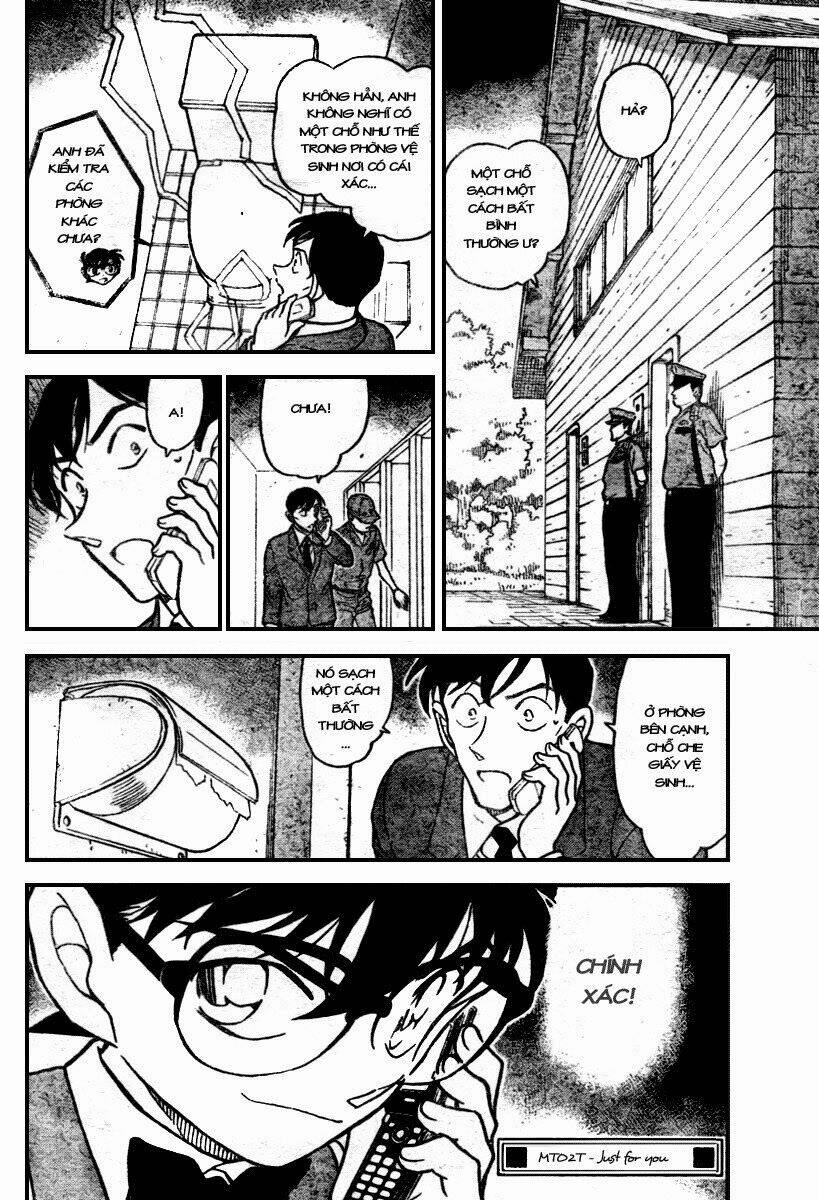 HẢ?
MỘT CHỖ
SẠCH MỘT
CÁCH BẤT
BÌNH
THƯỜNG Ư?
KHÔNG HẲN, ANH
KHÔNG NGHĨ CÓ
MỘT CHỖ NHƯ THẾ
TRONG PHÒNG VỆ
SINH NƠI CÓ CÁI
XÁC...
ANH ĐÃ
KIỂM TRA
CÁC
PHÒNG
KHÁC
CHƯA?
CHƯA!
A!
Ở PHÒNG
BÊN CẠNH,
CHỖ CHE
GIẤY VỆ
SINH...
NÓ SẠCH
MỘT CÁCH
BẤT
THƯỜNG
...
CHÍNH
XÁC!
MT02T - Just for you